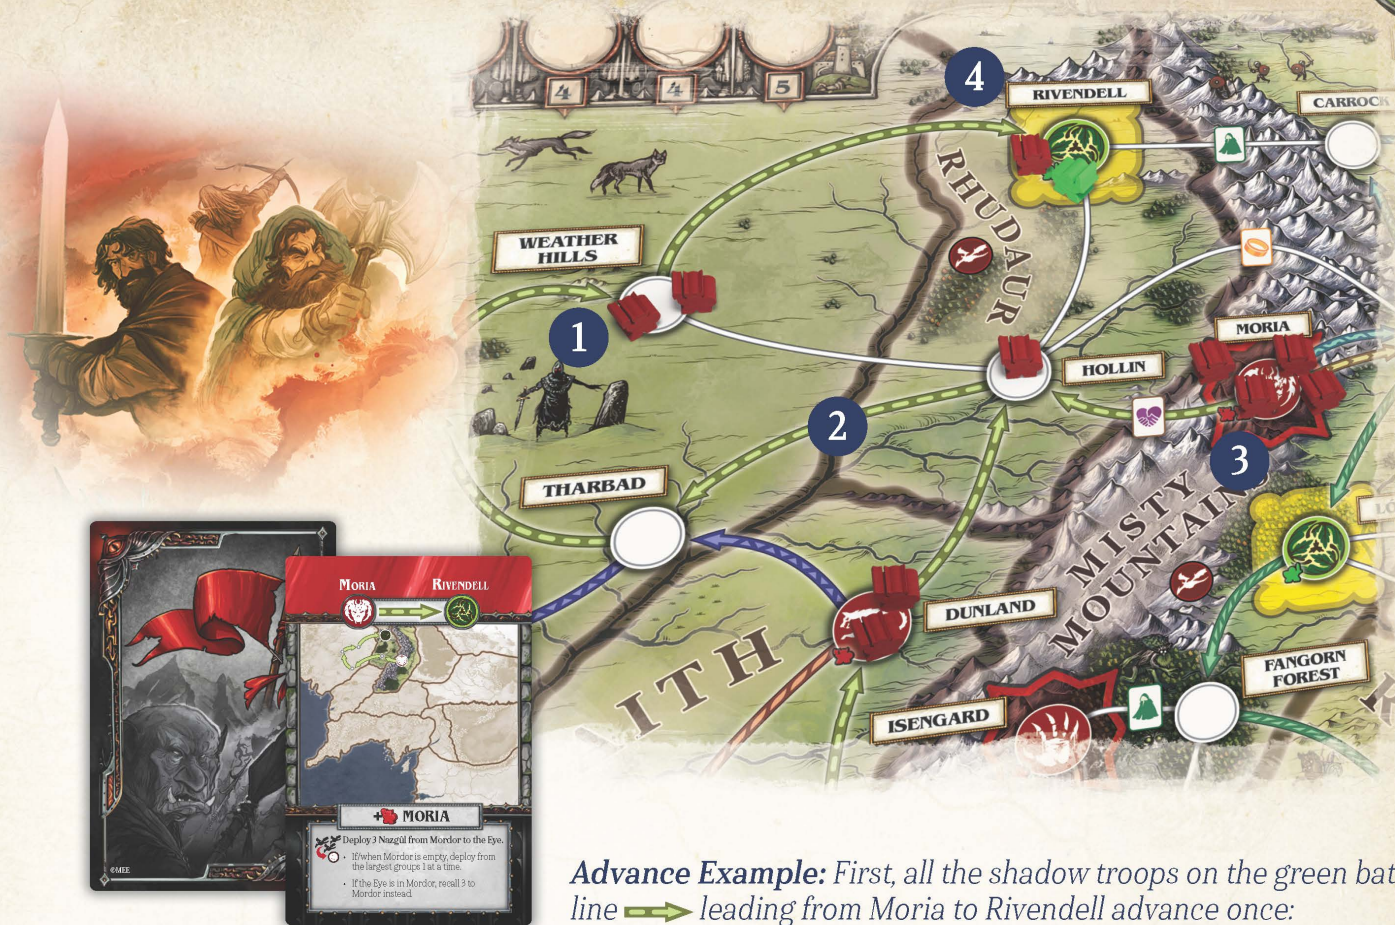 4 4 5
4
RIVENDELL
CARROCK
RHUDAUR
WEATHER
HILLS
1
MORIA
HOLLIN
2
3
THARBAD
MISTY
MOUNTAINS
DUNLAND
ITH
FANGORN
FOREST
ISENGARD
MORIA RIVENDELL
+ MORIA
Deploy 3 Nazgûl from Mordor to the Eye.
• If/when Mordor is empty, deploy from
the largest groups 1 at a time.
• If the Eye is in Mordor, recall 3 to
Mordor instead.
©MEE
Advance Example: First, all the shadow troops on the green bat
line leading from Moria to Rivendell advance once: